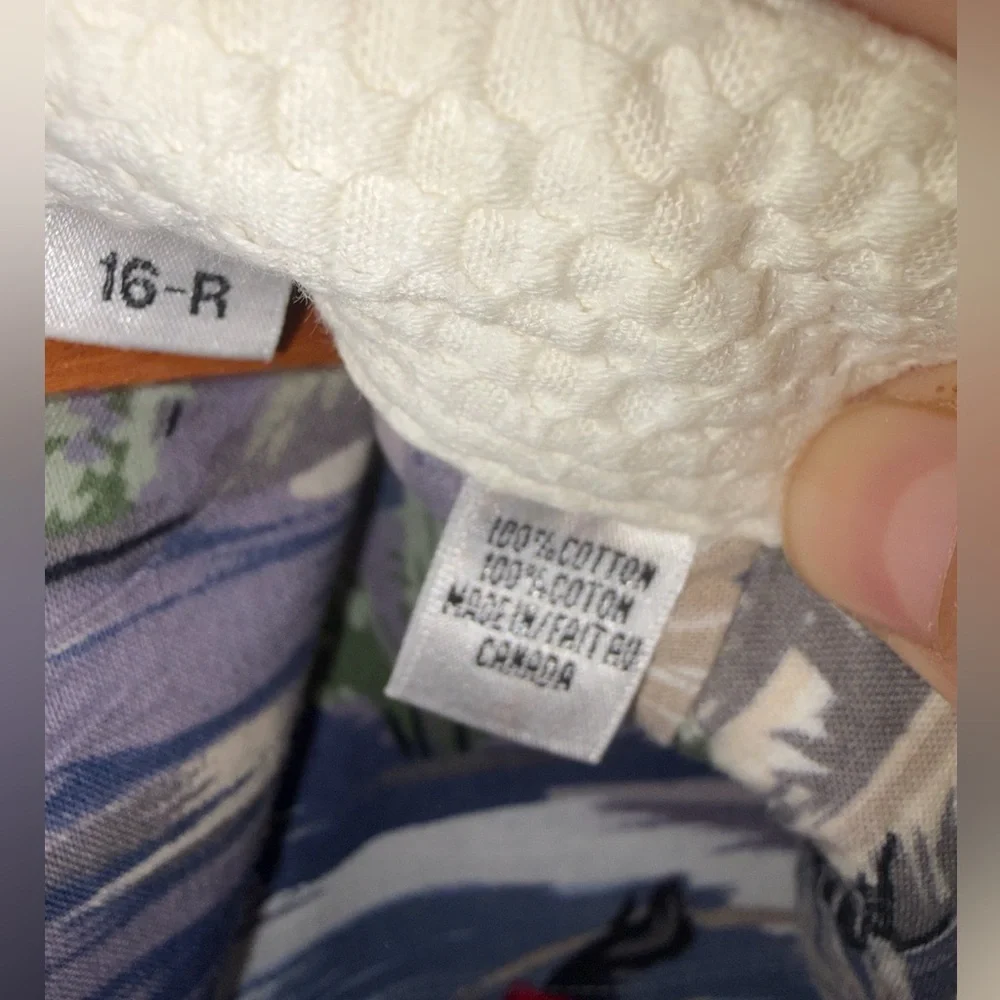 16-R
100% COTTON
100% COTON
MADE IN/FAIT AU
CANADA